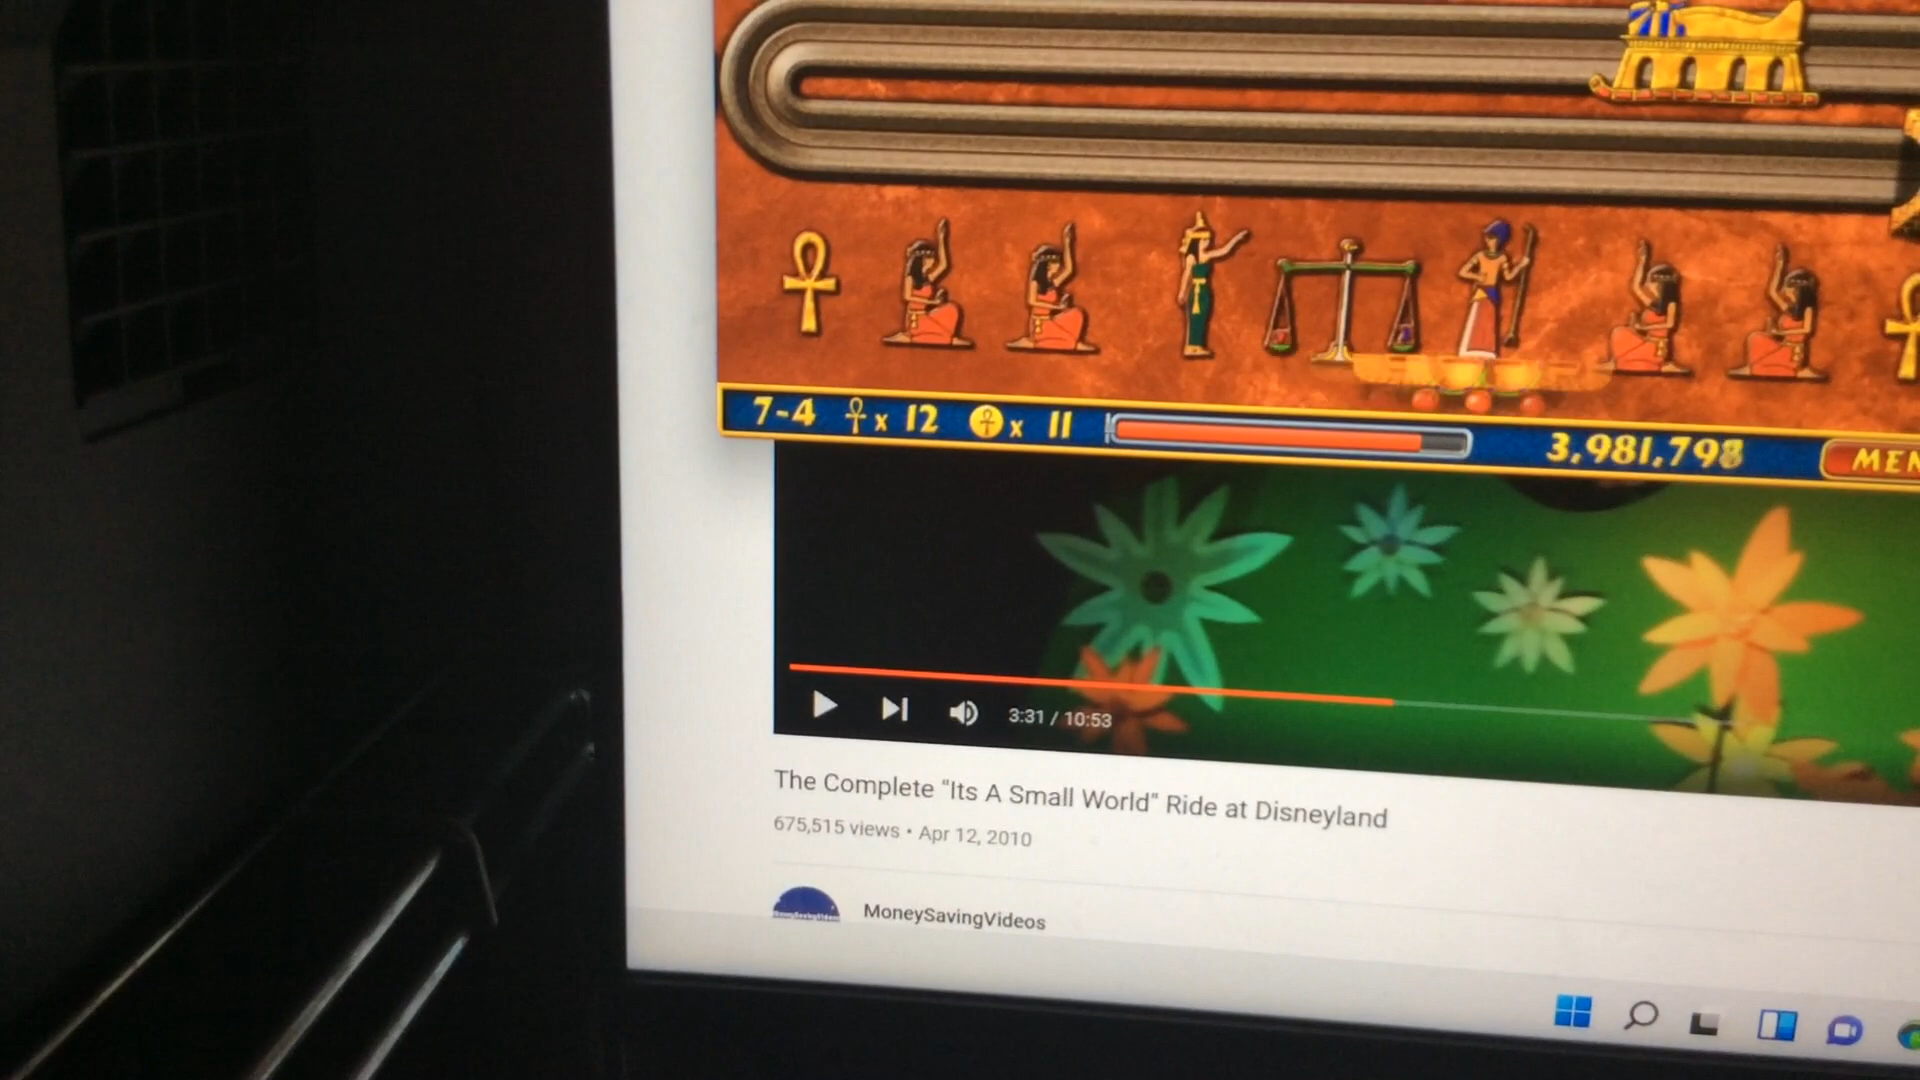 7-4 x 12 x 11 3,981,798
3:31 / 10:53
The Complete "Its A Small World" Ride at Disneyland
675,515 views • Apr 12, 2010
MoneySavingVideos